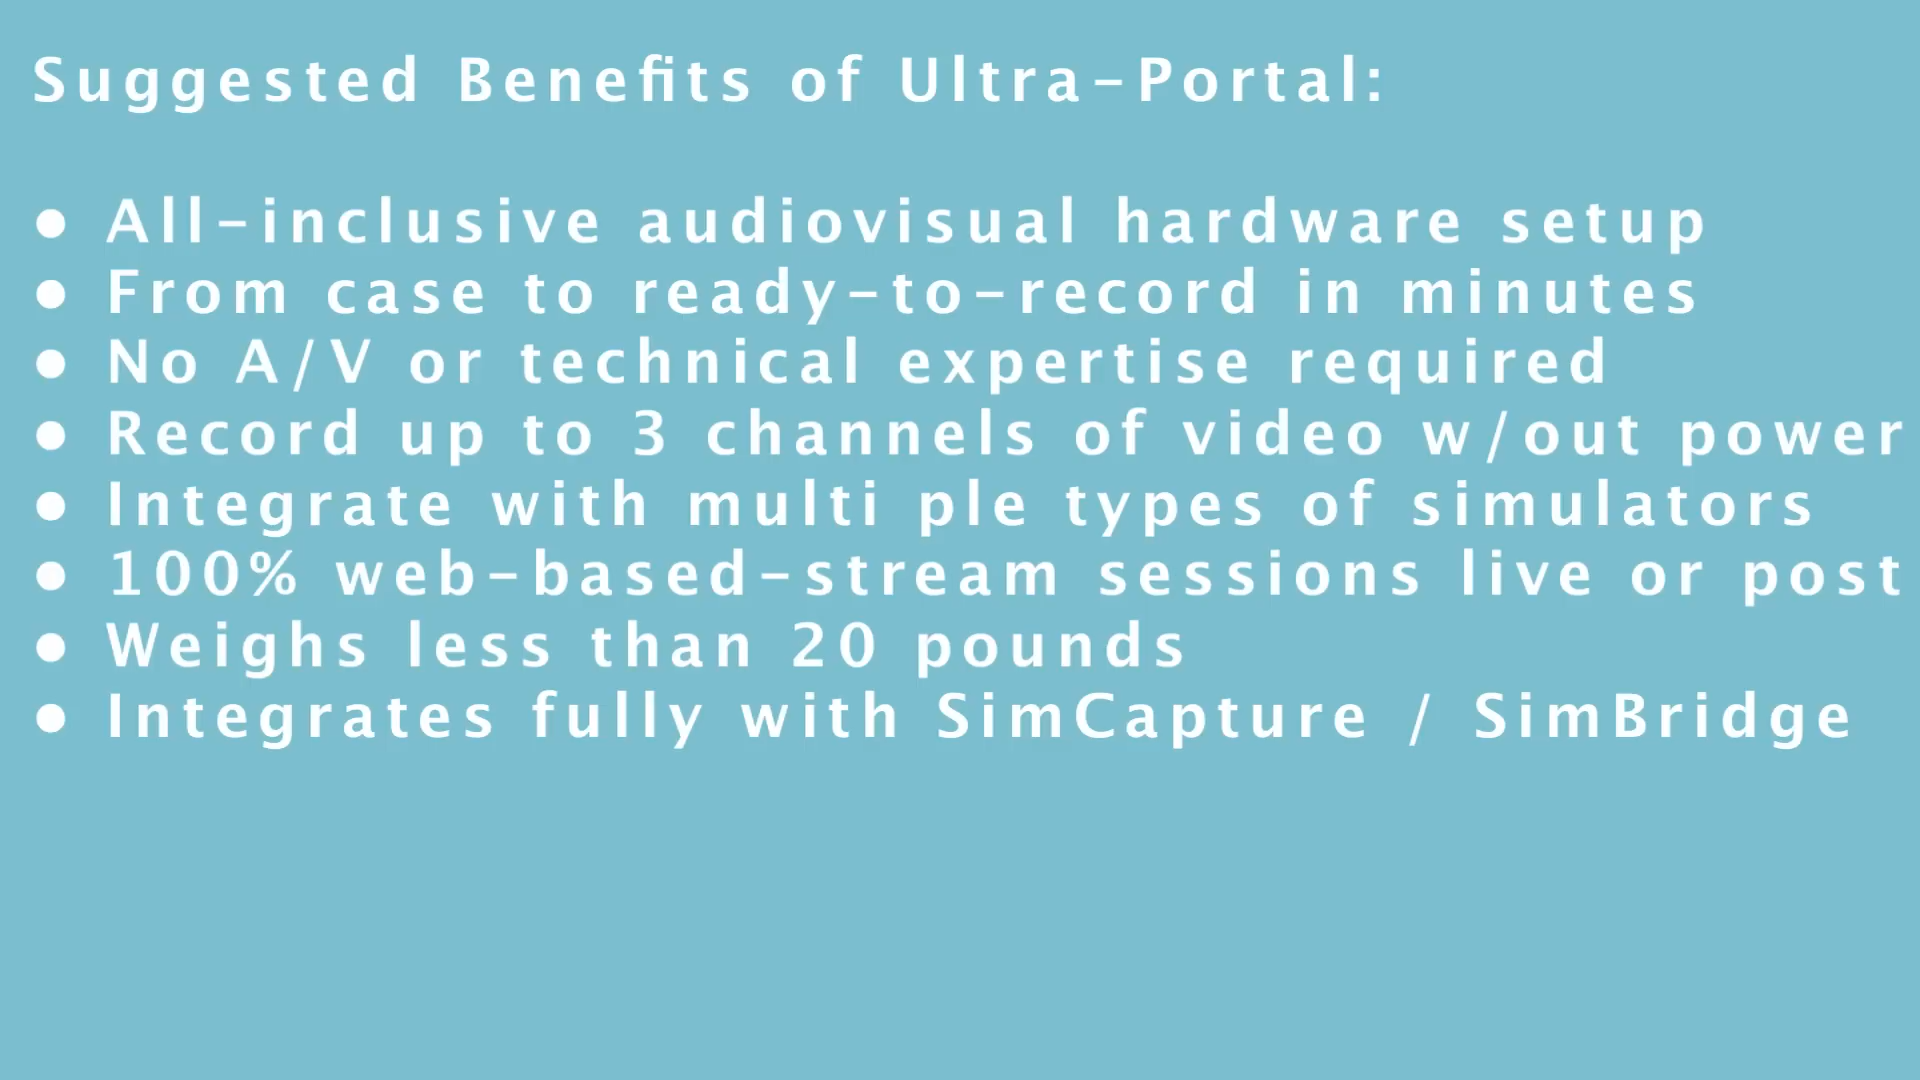 Suggested Benefits of Ultra-Portal:
● All-inclusive audiovisual hardware setup
● From case to ready-to-record in minutes
● No A/V or technical expertise required
● Record up to 3 channels of video w/out power
● Integrate with multi ple types of simulators
● 100% web-based-stream sessions live or post
● Weighs less than 20 pounds
● Integrates fully with SimCapture / SimBridge